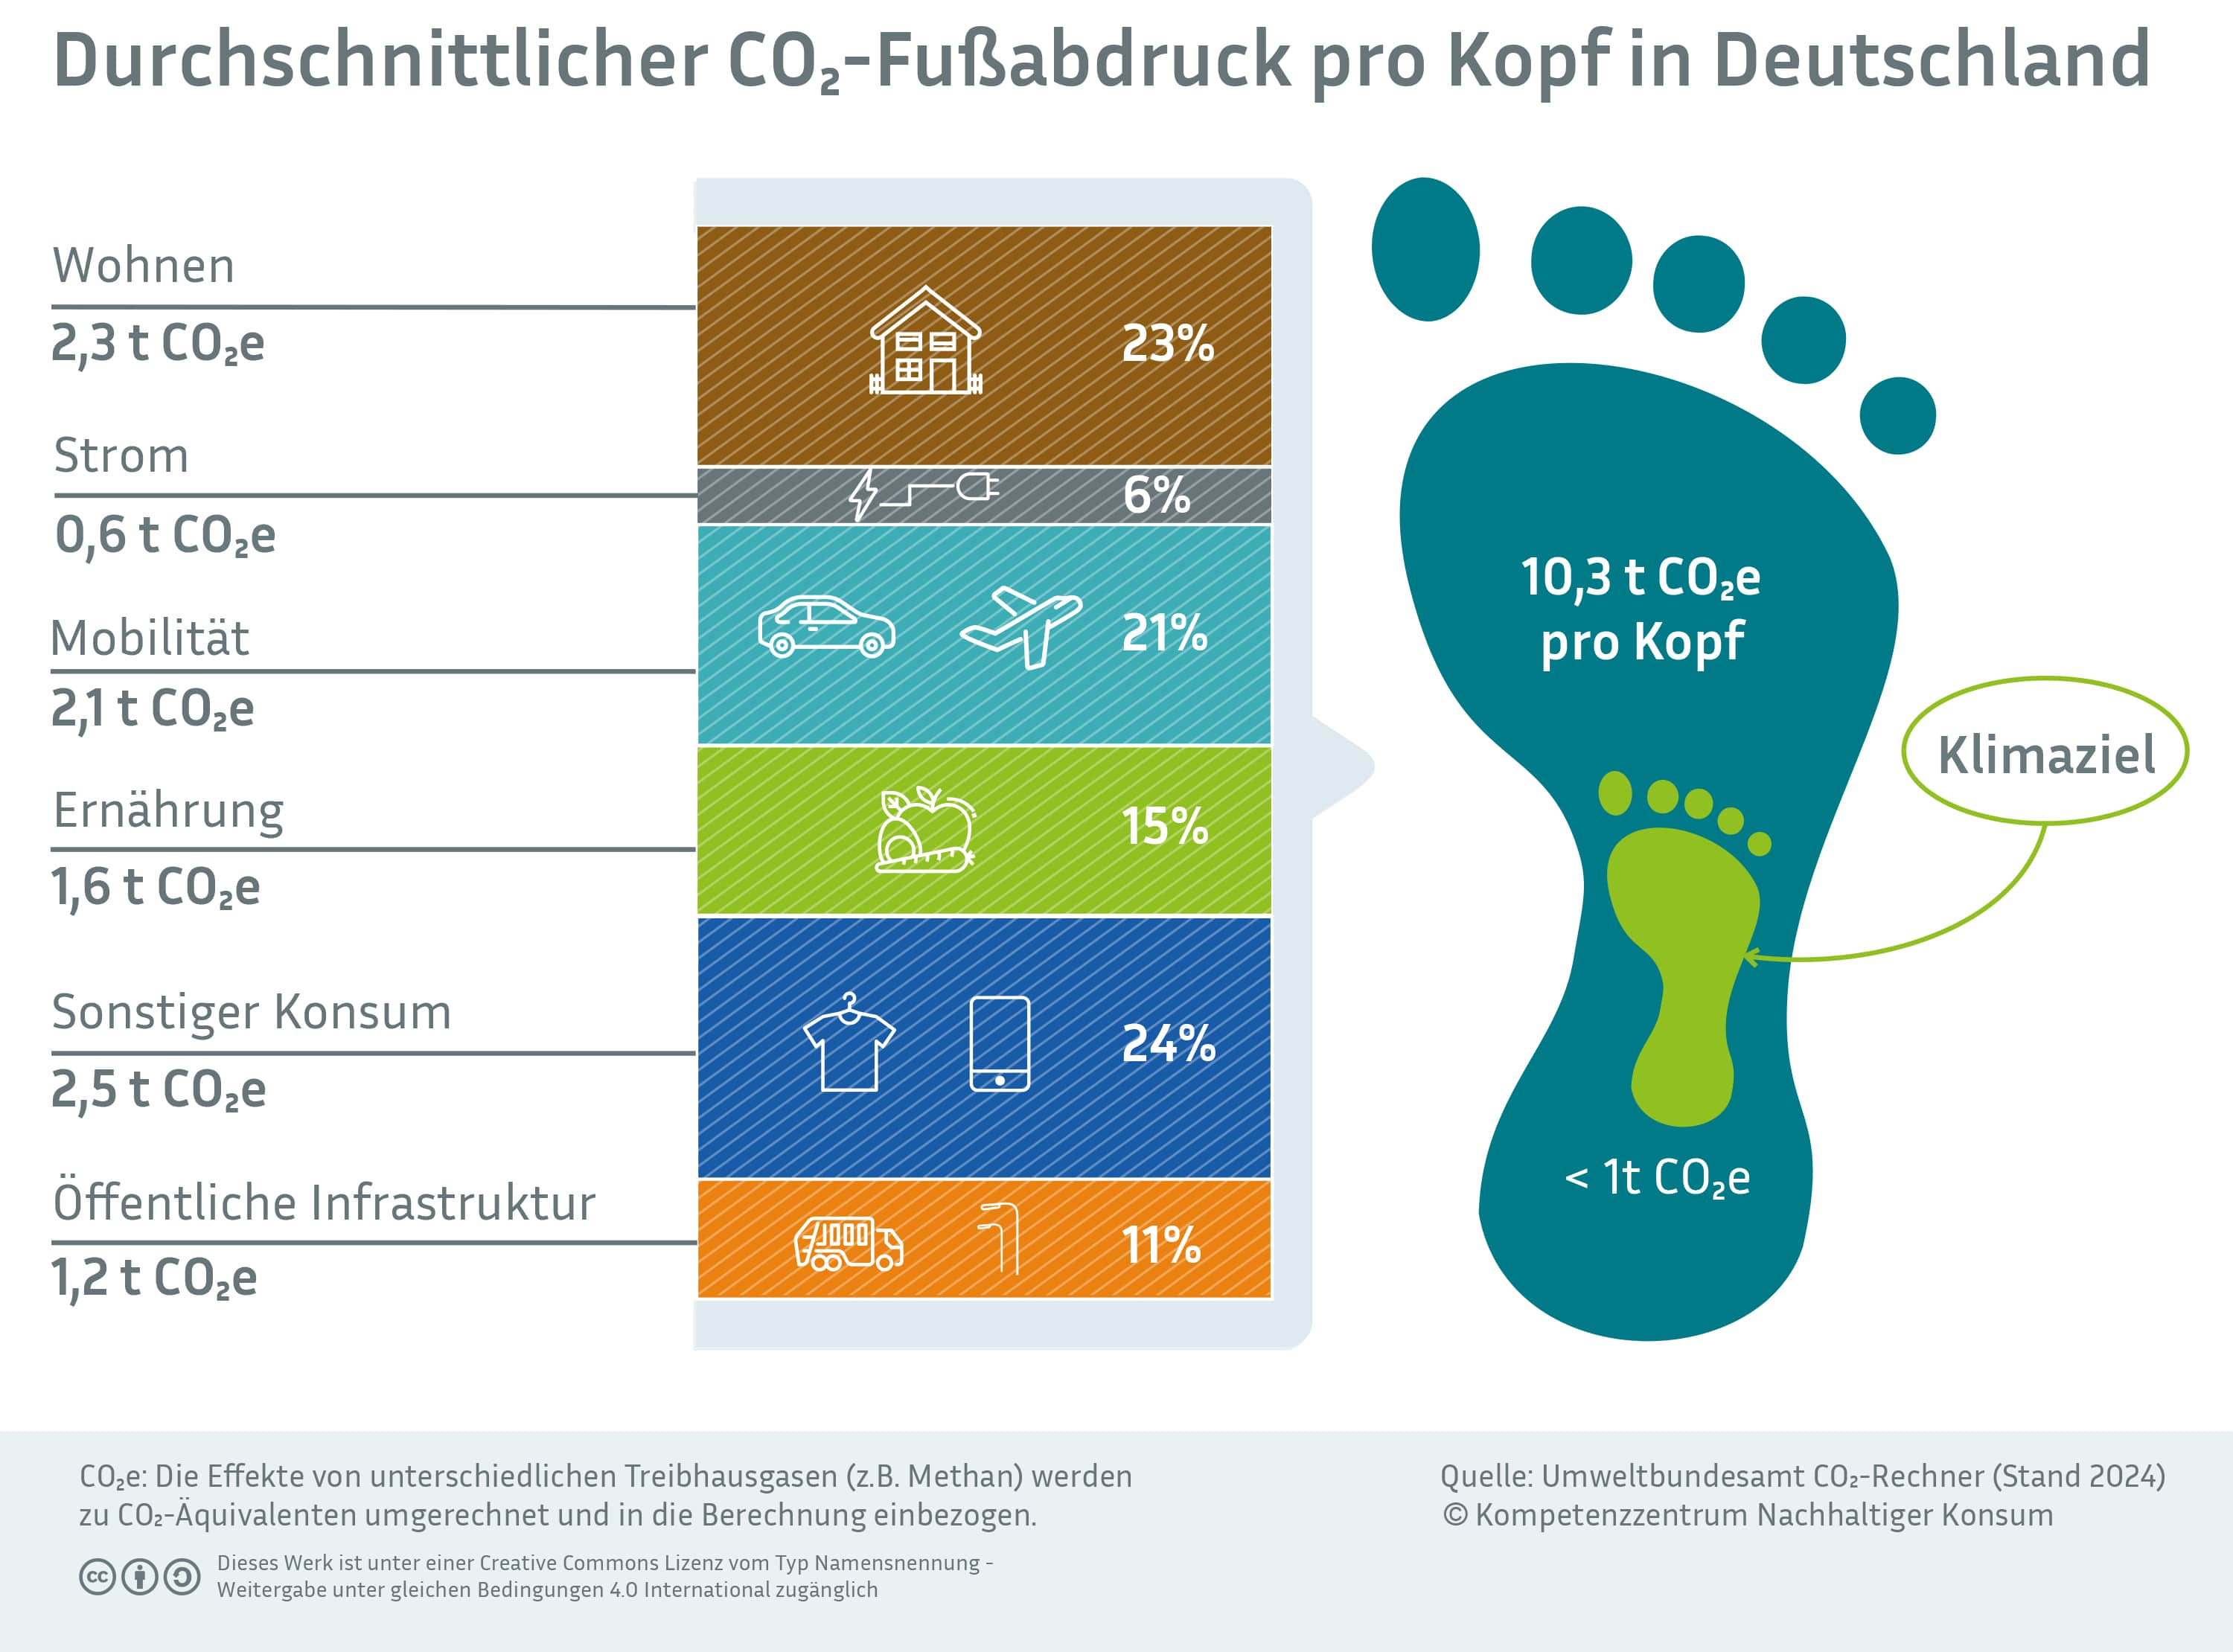 Durchschnittlicher CO₂-Fußabdruck pro Kopf in Deutschland
Wohnen
2,3 t CO₂e
23%
Strom
0,6 t CO₂e
6%
Mobilität
2,1 t CO₂e
21%
Ernährung
1,6 t CO₂e
15%
Sonstiger Konsum
2,5 t CO₂e
24%
Öffentliche Infrastruktur
1,2 t CO₂e
11%
10,3 t CO₂e
pro Kopf
Klimaziel
< 1t CO₂e
CO₂e: Die Effekte von unterschiedlichen Treibhausgasen (z.B. Methan) werden
zu CO₂-Äquivalenten umgerechnet und in die Berechnung einbezogen.
cc
Dieses Werk ist unter einer Creative Commons Lizenz vom Typ Namensnennung -
Weitergabe unter gleichen Bedingungen 4.0 International zugänglich
Quelle: Umweltbundesamt CO₂-Rechner (Stand 2024)
© Kompetenzzentrum Nachhaltiger Konsum